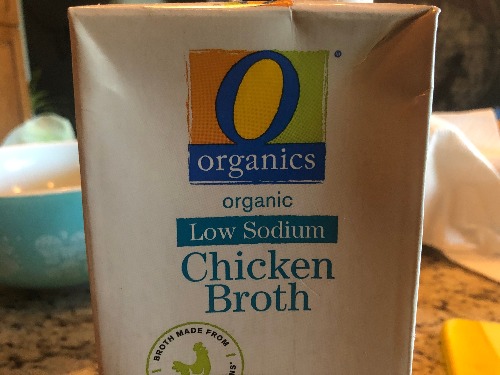 O
organics
®
organic
Low Sodium
Chicken
Broth
BROTH MADE FROM